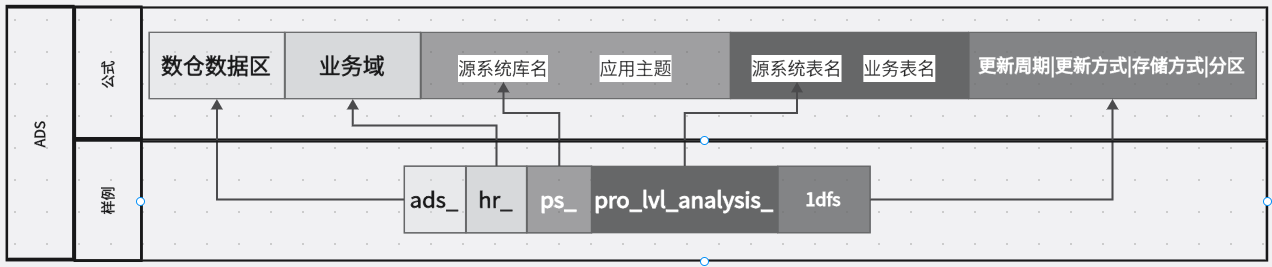 ADS
公式
数仓数据区
业务域
源系统库名
应用主题
源系统表名
业务表名
更新周期|更新方式|存储方式|分区
样例
ads_
hr_
ps_
pro_lvl_analysis_
1dfs